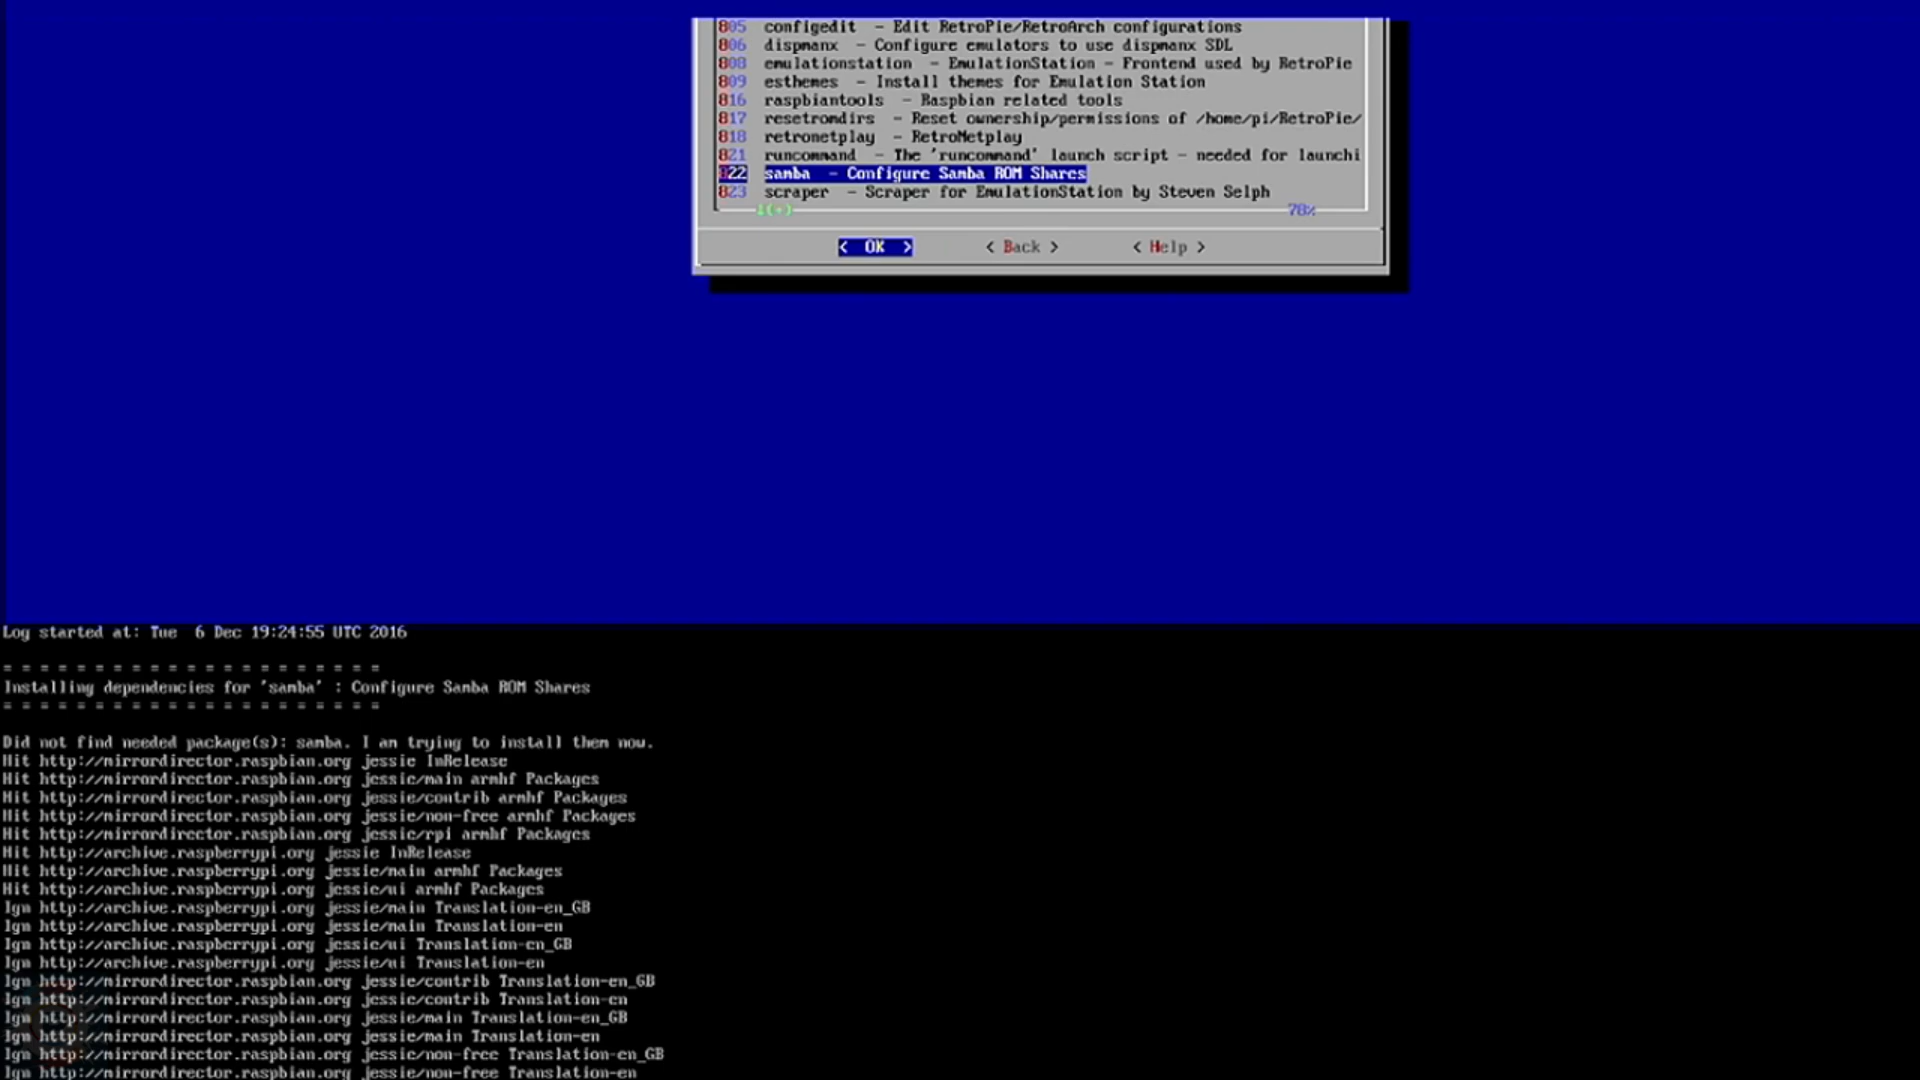 805 configedit - Edit RetroPie/RetroArch configurations
806 dispmanx - Configure emulators to use dispmanx SDL
808 emulationstation - EmulationStation - Frontend used by RetroPie
809 esthemes - Install themes for Emulation Station
816 raspbiantools - Raspbian related tools
817 resetromdirs - Reset ownership/permissions of /home/pi/RetroPie/
818 retronetplay - RetroNetplay
821 runcommand - The 'runcommand' launch script - needed for launchi
822 samba - Configure Samba ROM Shares
823 scraper - Scraper for EmulationStation by Steven Selph
↓(+) 78%
< OK > < Back > < Help >
Log started at: Tue  6 Dec 19:24:55 UTC 2016
= = = = = = = = = = = = = = = = = = = = =
Installing dependencies for 'samba' : Configure Samba ROM Shares
= = = = = = = = = = = = = = = = = = = = =
Did not find needed package(s): samba. I am trying to install them now.
Hit http://mirrordirector.raspbian.org jessie InRelease
Hit http://mirrordirector.raspbian.org jessie/main armhf Packages
Hit http://mirrordirector.raspbian.org jessie/contrib armhf Packages
Hit http://mirrordirector.raspbian.org jessie/non-free armhf Packages
Hit http://mirrordirector.raspbian.org jessie/rpi armhf Packages
Hit http://archive.raspberrypi.org jessie InRelease
Hit http://archive.raspberrypi.org jessie/main armhf Packages
Hit http://archive.raspberrypi.org jessie/ui armhf Packages
Ign http://archive.raspberrypi.org jessie/main Translation-en_GB
Ign http://archive.raspberrypi.org jessie/main Translation-en
Ign http://archive.raspberrypi.org jessie/ui Translation-en_GB
Ign http://archive.raspberrypi.org jessie/ui Translation-en
Ign http://mirrordirector.raspbian.org jessie/contrib Translation-en_GB
Ign http://mirrordirector.raspbian.org jessie/contrib Translation-en
Ign http://mirrordirector.raspbian.org jessie/main Translation-en_GB
Ign http://mirrordirector.raspbian.org jessie/main Translation-en
Ign http://mirrordirector.raspbian.org jessie/non-free Translation-en_GB
Ign http://mirrordirector.raspbian.org jessie/non-free Translation-en